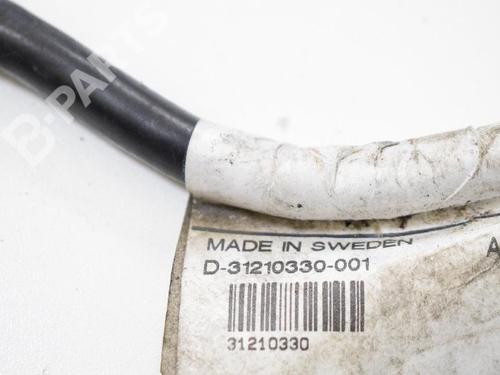 B-PARTS
MADE IN SWEDEN
D-31210330-001
A
31210330